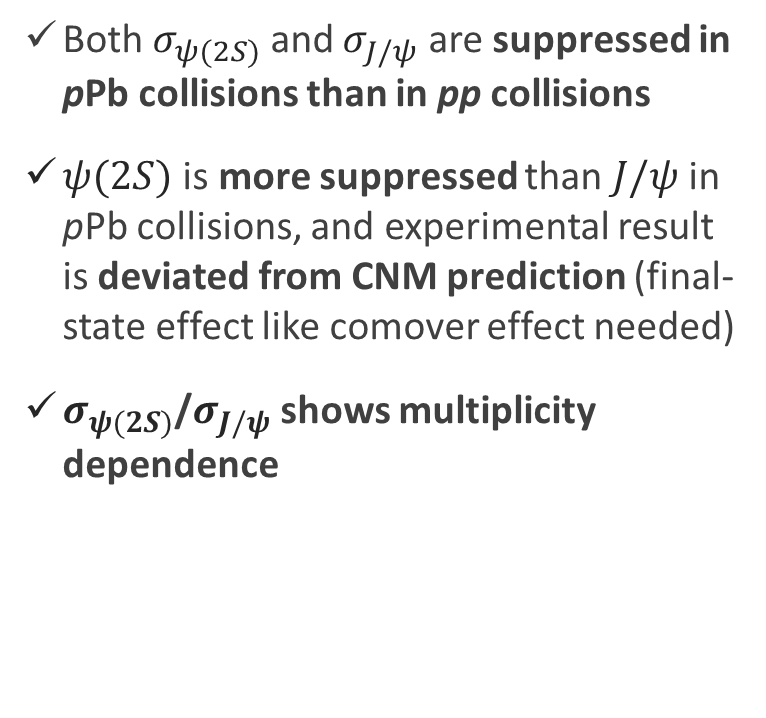 ✓ Both σψ(2S) and σJ/ψ are suppressed in
pPb collisions than in pp collisions
✓ ψ(2S) is more suppressed than J/ψ in
pPb collisions, and experimental result
is deviated from CNM prediction (final-
state effect like comover effect needed)
✓ σψ(2S)/σJ/ψ shows multiplicity
dependence